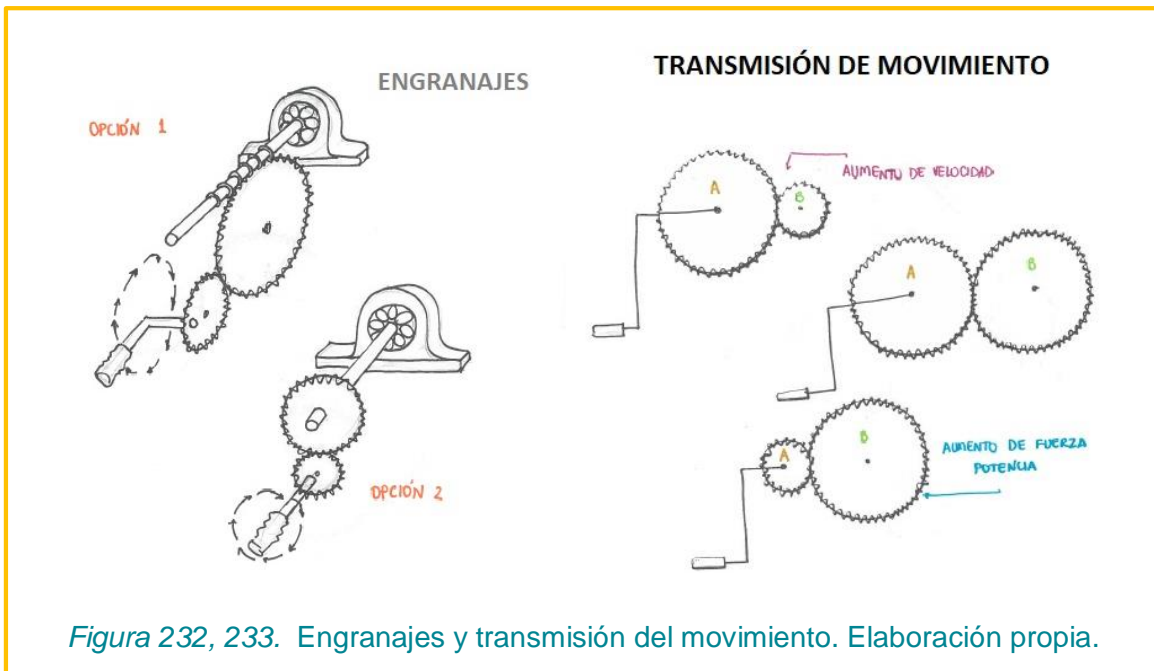 ENGRANAJES
OPCIÓN 1
OPCIÓN 2
TRANSMISIÓN DE MOVIMIENTO
A
B
AUMENTO DE VELOCIDAD
A
B
A
B
AUMENTO DE FUERZA
POTENCIA
Figura 232, 233. Engranajes y transmisión del movimiento. Elaboración propia.